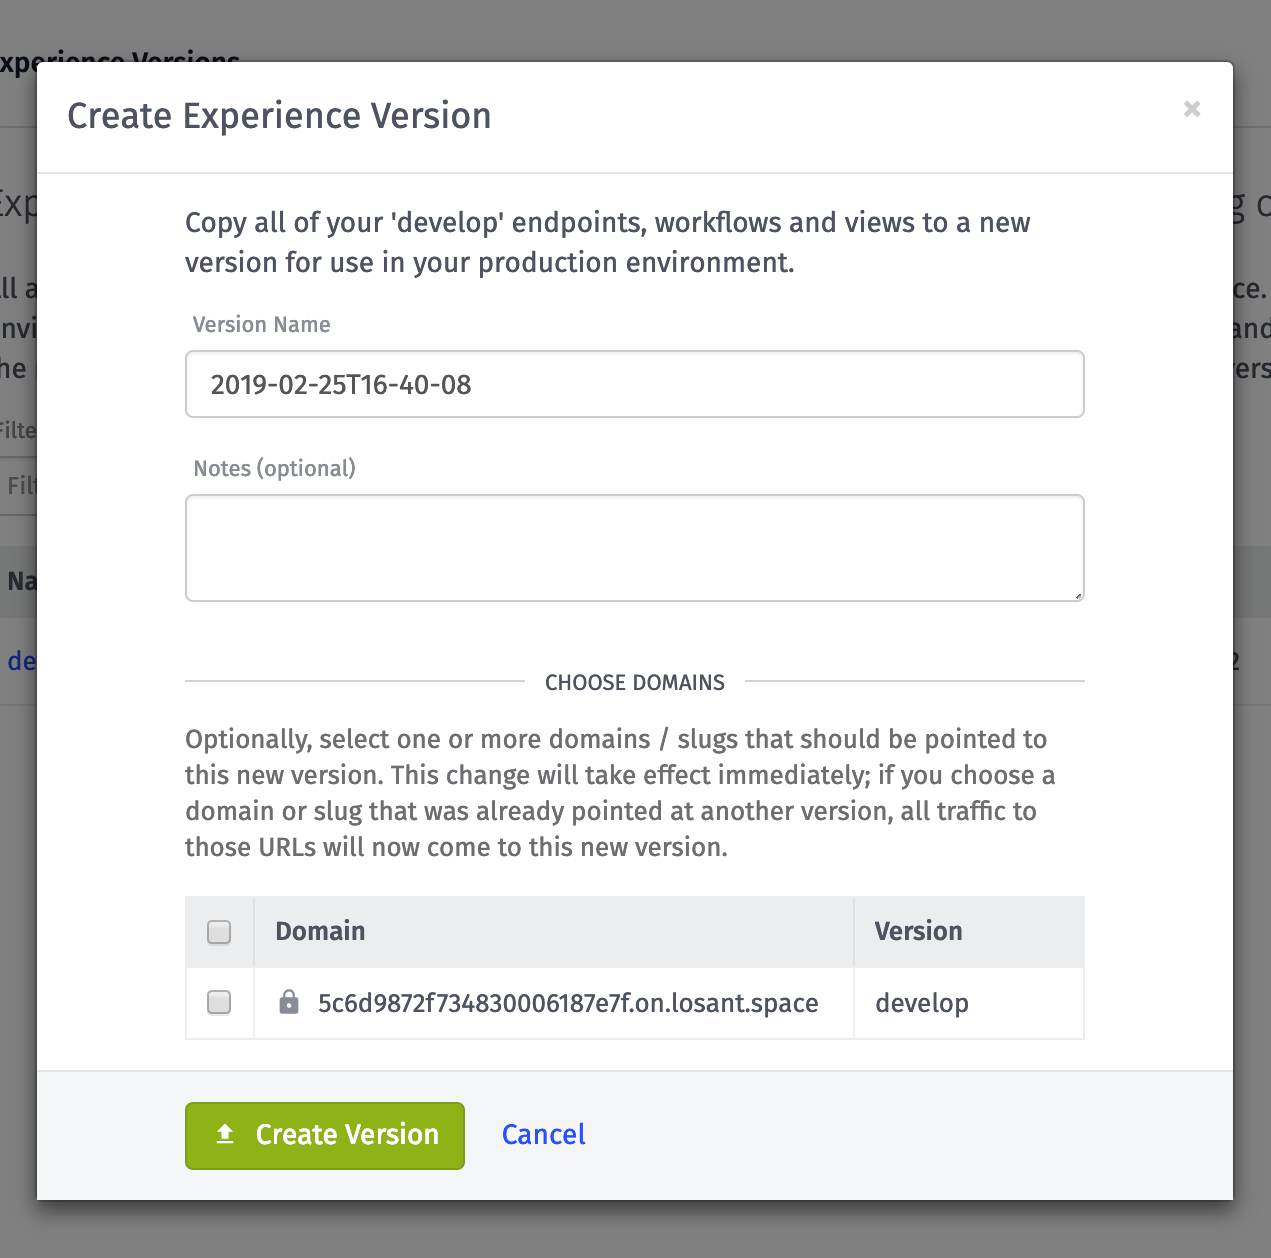 xperience Versions
Create Experience Version
×
Copy all of your 'develop' endpoints, workflows and views to a new
version for use in your production environment.
Version Name
2019-02-25T16-40-08
Notes (optional)
CHOOSE DOMAINS
Optionally, select one or more domains / slugs that should be pointed to
this new version. This change will take effect immediately; if you choose a
domain or slug that was already pointed at another version, all traffic to
those URLs will now come to this new version.
Domain Version
5c6d9872f734830006187e7f.on.losant.space develop
Create Version Cancel